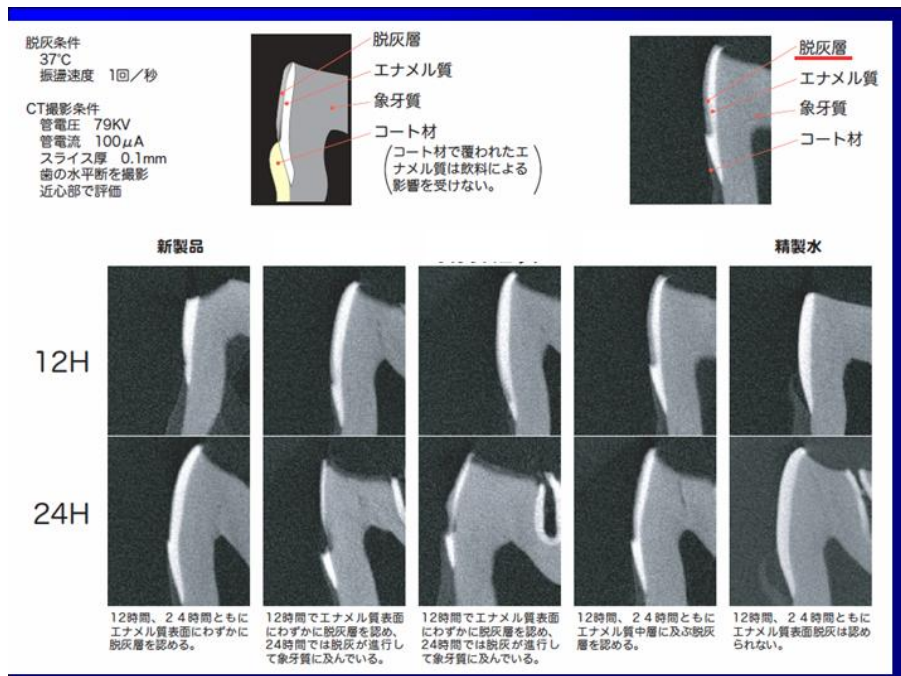 脱灰条件
37℃
振盪速度 1回／秒
CT撮影条件
管電圧 79KV
管電流 100μA
スライス厚 0.1mm
歯の水平断を撮影
近心部で評価
脱灰層
エナメル質
象牙質
コート材
(コート材で覆われたエ
ナメル質は飲料による
影響を受けない。)
脱灰層
エナメル質
象牙質
コート材
新製品
精製水
12H
24H
12時間、24時間ともに
エナメル質表面にわずかに
脱灰層を認める。
12時間でエナメル質表面
にわずかに脱灰層を認め、
24時間では脱灰が進行し
て象牙質に及んでいる。
12時間でエナメル質表面
にわずかに脱灰層を認め、
24時間では脱灰が進行し
て象牙質に及んでいる。
12時間、24時間ともに
エナメル質中層に及ぶ脱灰
層を認める。
12時間、24時間ともに
エナメル質表面脱灰は認め
られない。